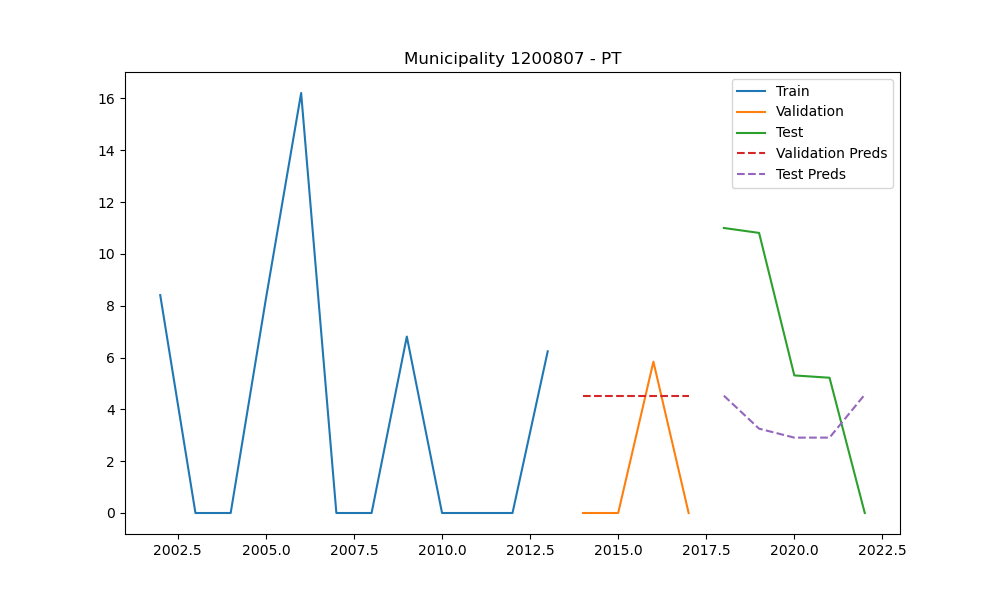 Municipality 1200807 - PT
Train
Validation
Test
Validation Preds
Test Preds
16
14
12
10
8
6
4
2
0
2002.5 2005.0 2007.5 2010.0 2012.5 2015.0 2017.5 2020.0 2022.5